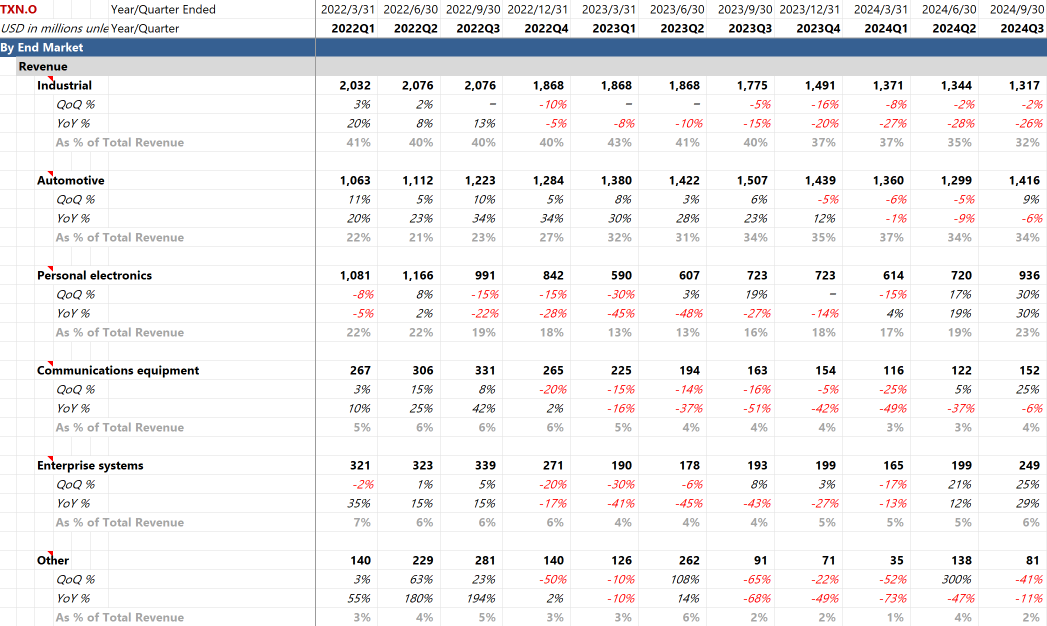 TXN.O Year/Quarter Ended 2022/3/31 2022/6/30 2022/9/30 2022/12/31 2023/3/31 2023/6/30 2023/9/30 2023/12/31 2024/3/31 2024/6/30 2024/9/30
USD in millions unle Year/Quarter 2022Q1 2022Q2 2022Q3 2022Q4 2023Q1 2023Q2 2023Q3 2023Q4 2024Q1 2024Q2 2024Q3
By End Market
Revenue
Industrial 2,032 2,076 2,076 1,868 1,868 1,868 1,775 1,491 1,371 1,344 1,317
QoQ % 3% 2% – -10% – – -5% -16% -8% -2% -2%
YoY % 20% 8% 13% -5% -8% -10% -15% -20% -27% -28% -26%
As % of Total Revenue 41% 40% 40% 40% 43% 41% 40% 37% 37% 35% 32%
Automotive 1,063 1,112 1,223 1,284 1,380 1,422 1,507 1,439 1,360 1,299 1,416
QoQ % 11% 5% 10% 5% 8% 3% 6% -5% -6% -5% 9%
YoY % 20% 23% 34% 34% 30% 28% 23% 12% -1% -9% -6%
As % of Total Revenue 22% 21% 23% 27% 32% 31% 34% 35% 37% 34% 34%
Personal electronics 1,081 1,166 991 842 590 607 723 723 614 720 936
QoQ % -8% 8% -15% -15% -30% 3% 19% – -15% 17% 30%
YoY % -5% 2% -22% -28% -45% -48% -27% -14% 4% 19% 30%
As % of Total Revenue 22% 22% 19% 18% 13% 13% 16% 18% 17% 19% 23%
Communications equipment 267 306 331 265 225 194 163 154 116 122 152
QoQ % 3% 15% 8% -20% -15% -14% -16% -5% -25% 5% 25%
YoY % 10% 25% 42% 2% -16% -37% -51% -42% -49% -37% -6%
As % of Total Revenue 5% 6% 6% 6% 5% 4% 4% 4% 3% 3% 4%
Enterprise systems 321 323 339 271 190 178 193 199 165 199 249
QoQ % -2% 1% 5% -20% -30% -6% 8% 3% -17% 21% 25%
YoY % 35% 15% 15% -17% -41% -45% -43% -27% -13% 12% 29%
As % of Total Revenue 7% 6% 6% 6% 4% 4% 4% 5% 5% 5% 6%
Other 140 229 281 140 126 262 91 71 35 138 81
QoQ % 3% 63% 23% -50% -10% 108% -65% -22% -52% 300% -41%
YoY % 55% 180% 194% 2% -10% 14% -68% -49% -73% -47% -11%
As % of Total Revenue 3% 4% 5% 3% 3% 6% 2% 2% 1% 4% 2%